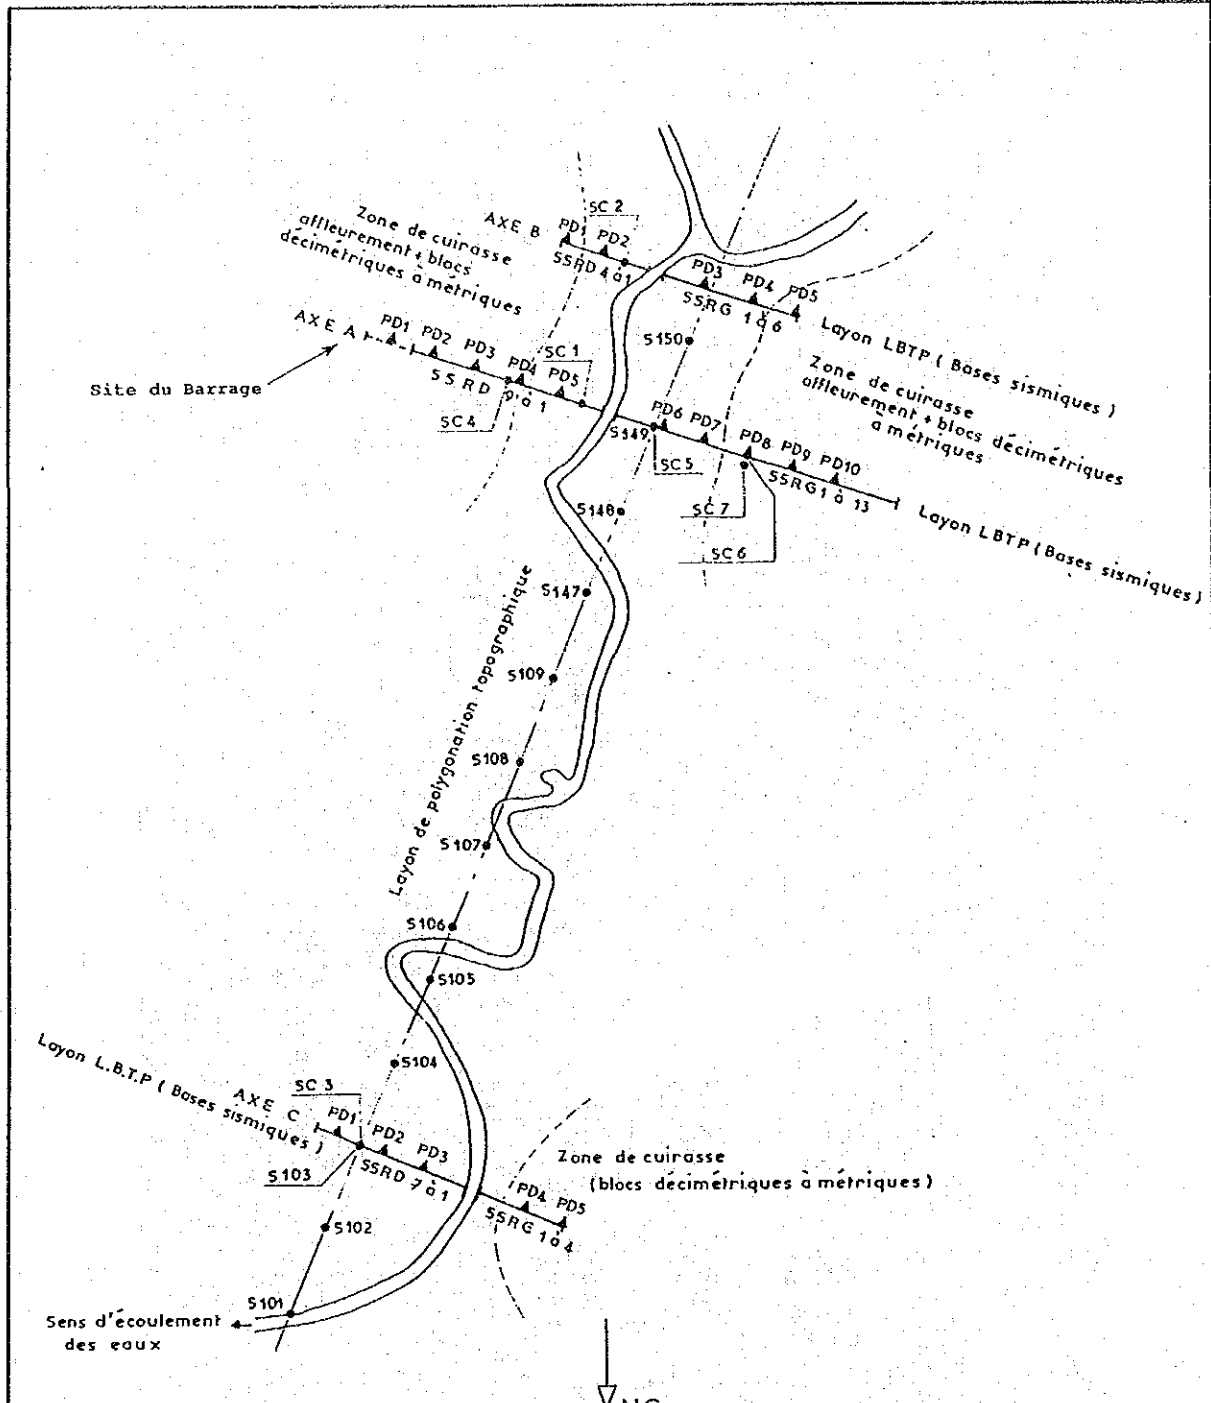 SC 2
AXE B
PD1
PD2
SSRD 4 à 1
PD3
PD4
PD5
SSRG 1 à 6
Layon LBTP ( Bases sismiques )
Zone de cuirasse
affleurement + blocs
décimétriques à métriques
AXE A
PD1
PD2
PD3
PD4
PD5
SC 1
SSRD 9 à 1
SC 4
Site du Barrage
S150
Zone de cuirasse
affleurement + blocs décimétriques
à métriques
S149
PD6
PD7
PD8
PD9
PD10
SSRG 1 à 13
SC 5
SC 7
SC 6
Layon LBTP ( Bases sismiques )
S148
S147
S109
S108
S107
S106
S105
S104
Layon de polygonation topographique
Layon L.B.T.P ( Bases sismiques )
AXE C
SC 3
PD1
PD2
PD3
SSRD 7 à 1
S103
PD4
PD5
SSRG 1 à 4
Zone de cuirasse
(blocs décimétriques à métriques)
S102
S101
Sens d'écoulement
des eaux